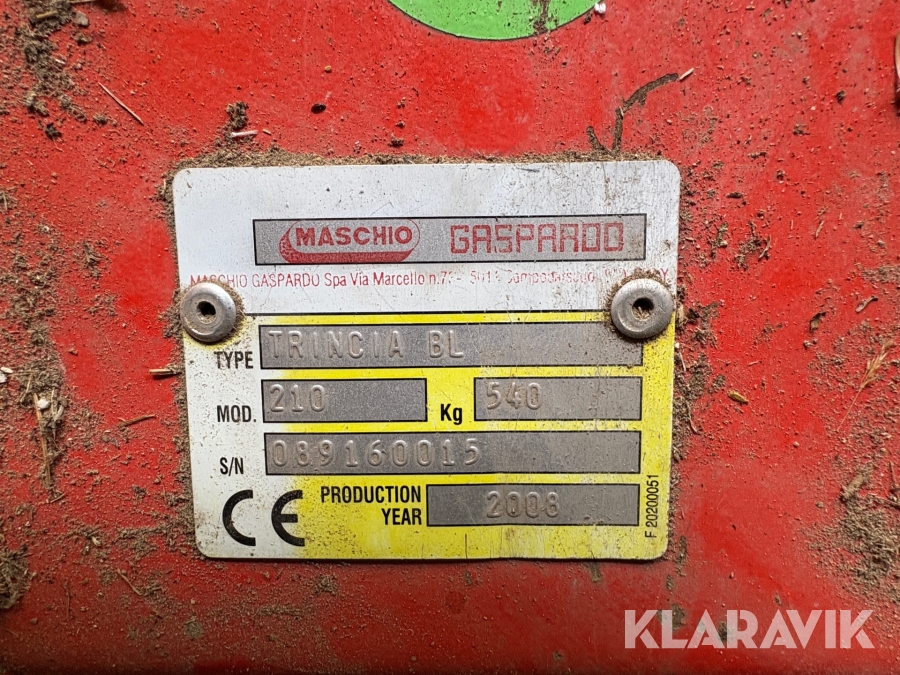 MASCHIO GASPARDO
MASCHIO GASPARDO Spa Via Marcello n.73
TYPE TRINCIA BL
MOD. 210 Kg 540
S/N 089160015
CE PRODUCTION YEAR 2008
F 20200051
KLARAVIK